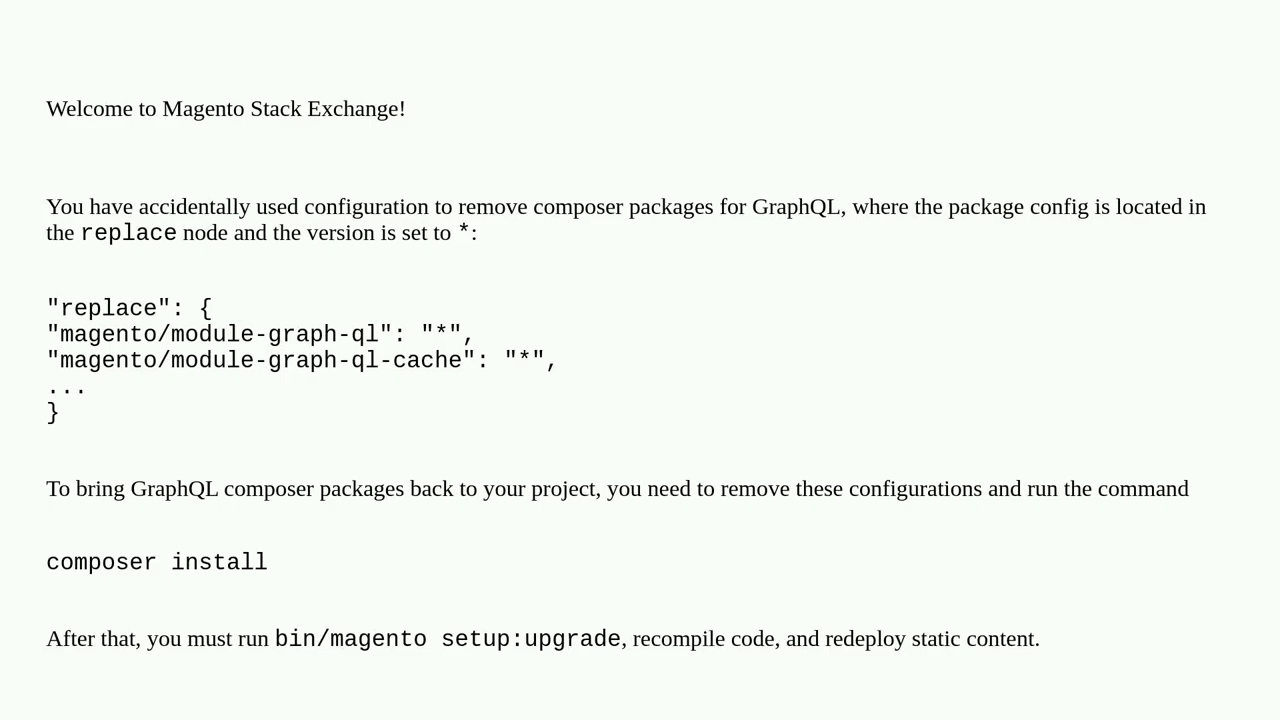 Welcome to Magento Stack Exchange!
You have accidentally used configuration to remove composer packages for GraphQL, where the package config is located in
the replace node and the version is set to *:
"replace": {
"magento/module-graph-ql": "*",
"magento/module-graph-ql-cache": "*",
...
}
To bring GraphQL composer packages back to your project, you need to remove these configurations and run the command
composer install
After that, you must run bin/magento setup:upgrade, recompile code, and redeploy static content.